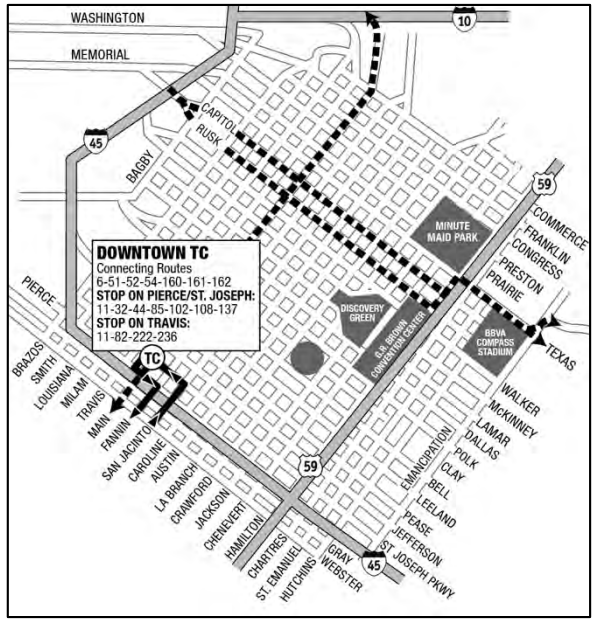 WASHINGTON
10
MEMORIAL
CAPITOL
RUSK
45
BAGBY
59
COMMERCE
FRANKLIN
CONGRESS
PRESTON
PRAIRIE
TEXAS
MINUTE
MAID PARK
DOWNTOWN TC
Connecting Routes
6-51-52-54-160-161-162
STOP ON PIERCE/ST. JOSEPH:
11-32-44-85-102-108-137
STOP ON TRAVIS:
11-82-222-236
TC
DISCOVERY
GREEN
G.R. BROWN
CONVENTION CENTER
BBVA
COMPASS
STADIUM
PIERCE
BRAZOS
SMITH
LOUISIANA
MILAM
TRAVIS
MAIN
FANNIN
SAN JACINTO
CAROLINE
AUSTIN
LA BRANCH
CRAWFORD
JACKSON
CHENEVERT
HAMILTON
CHARTRES
ST. EMANUEL
HUTCHINS
59
EMANCIPATION
WALKER
McKINNEY
LAMAR
DALLAS
POLK
CLAY
BELL
LEELAND
PEASE
JEFFERSON
ST. JOSEPH PKWY
GRAY
WEBSTER
45